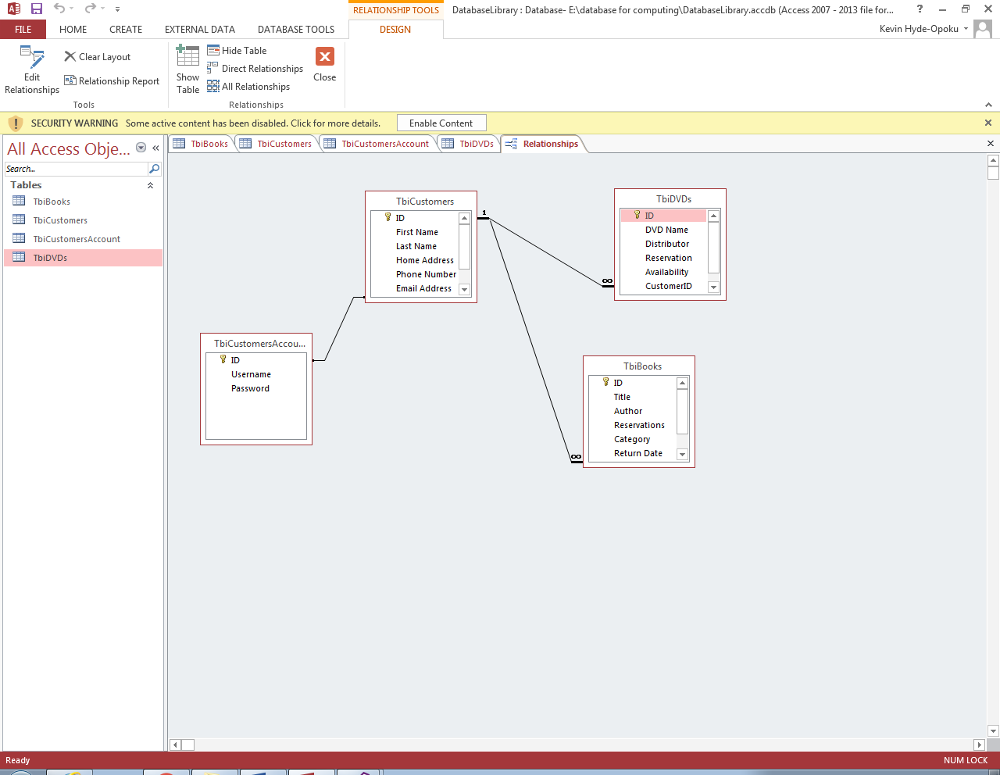 RELATIONSHIP TOOLS
DatabaseLibrary : Database- E:\database for computing\DatabaseLibrary.accdb (Access 2007 - 2013 file for...
?
FILE
HOME
CREATE
EXTERNAL DATA
DATABASE TOOLS
DESIGN
Kevin Hyde-Opoku
Edit
Relationships
Clear Layout
Relationship Report
Tools
Show
Table
Hide Table
Direct Relationships
All Relationships
Close
Relationships
SECURITY WARNING Some active content has been disabled. Click for more details.
Enable Content
All Access Obje...
Search...
Tables
TbiBooks
TbiCustomers
TbiCustomersAccount
TbiDVDs
TbiBooks
TbiCustomers
TbiCustomersAccount
TbiDVDs
Relationships
TbiCustomers
ID
First Name
Last Name
Home Address
Phone Number
Email Address
1
∞
TbiDVDs
ID
DVD Name
Distributor
Reservation
Availability
CustomerID
TbiCustomersAccou...
ID
Username
Password
∞
TbiBooks
ID
Title
Author
Reservations
Category
Return Date
Ready
NUM LOCK